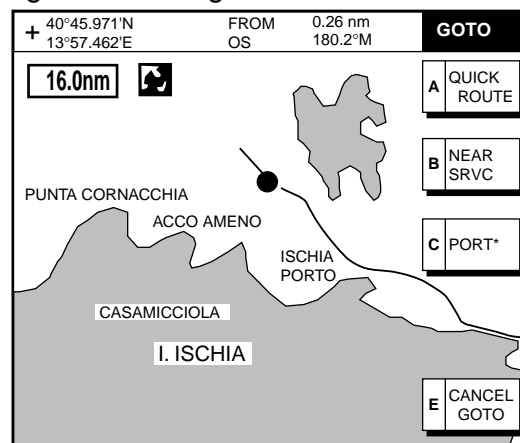 + 40°45.971'N FROM 0.26 nm
13°57.462'E OS 180.2°M
GOTO
16.0nm
A QUICK
ROUTE
B NEAR
SRVC
PUNTA CORNACCHIA
ACCO AMENO
C PORT*
ISCHIA
PORTO
CASAMICCIOLA
I. ISCHIA
E CANCEL
GOTO